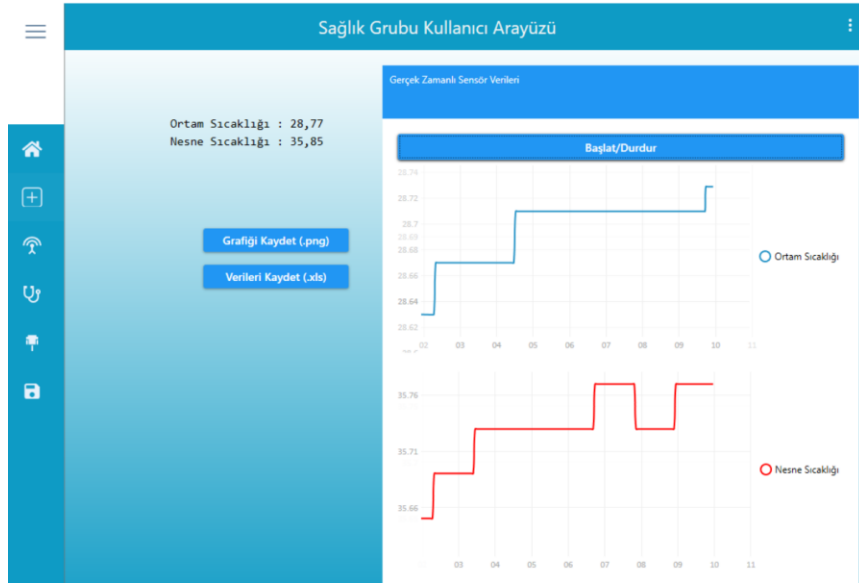 Sağlık Grubu Kullanıcı Arayüzü
Gerçek Zamanlı Sensör Verileri
Ortam Sıcaklığı : 28,77
Nesne Sıcaklığı : 35,85
Başlat/Durdur
Grafiği Kaydet (.png)
Verileri Kaydet (.xls)
28.74
28.72
28.7
28.69
28.68
28.66
28.64
28.62
02 03 04 05 06 07 08 09 10 11
Ortam Sıcaklığı
35.76
35.71
35.66
03 04 05 06 07 08 09 10 11
Nesne Sıcaklığı